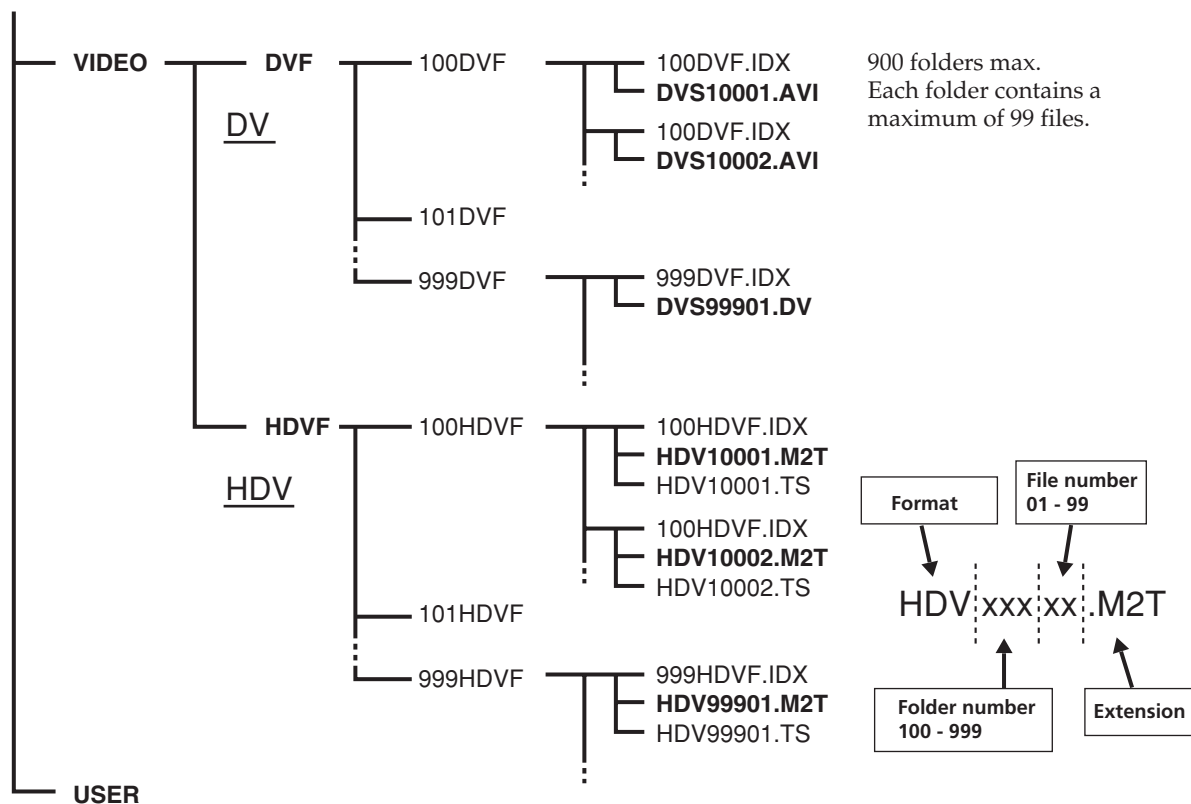 VIDEO DVF 100DVF 100DVF.IDX 900 folders max.
DVS10001.AVI Each folder contains a
maximum of 99 files.
DV
100DVF.IDX
DVS10002.AVI
101DVF
999DVF 999DVF.IDX
DVS99901.DV
HDVF 100HDVF 100HDVF.IDX
HDV10001.M2T
HDV
HDV10001.TS
100HDVF.IDX
HDV10002.M2T
HDV10002.TS
101HDVF
999HDVF 999HDVF.IDX
HDV99901.M2T
HDV99901.TS
Format
File number
01 - 99
HDV xxx xx .M2T
Folder number
100 - 999
Extension
USER